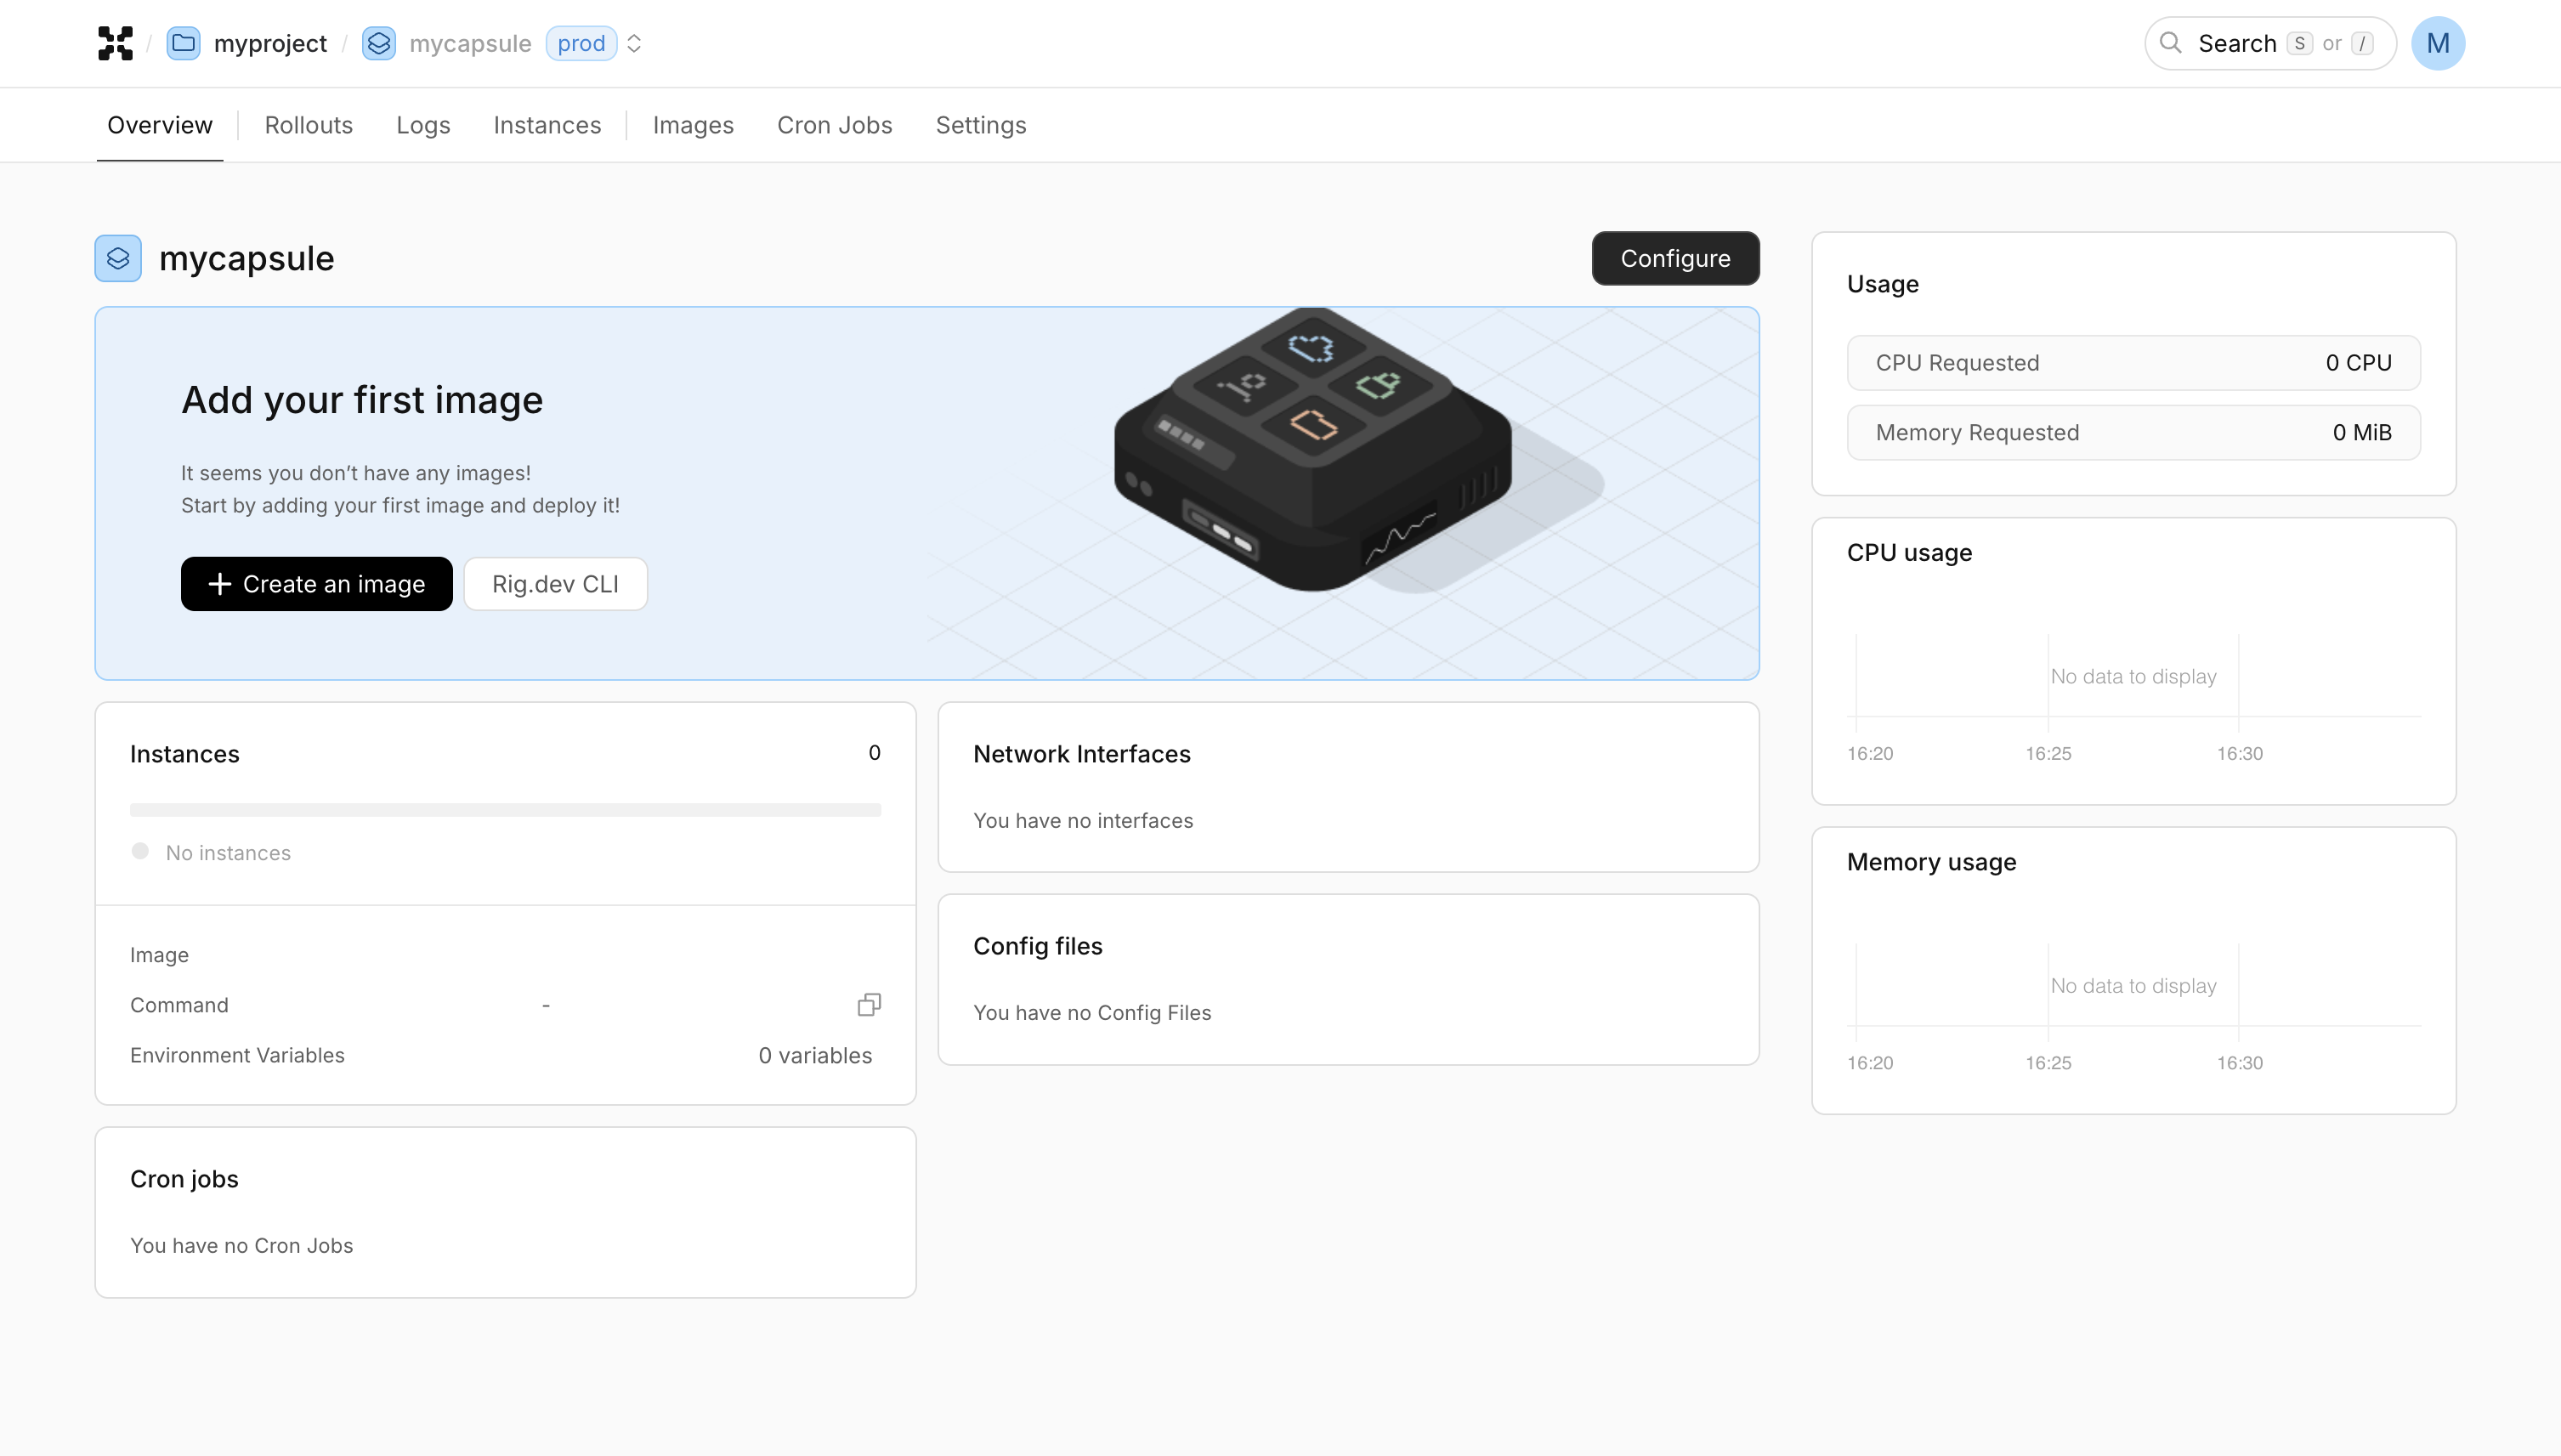 / myproject / mycapsule prod
Search S or /
M
Overview Rollouts Logs Instances Images Cron Jobs Settings
mycapsule
Configure
Add your first image
It seems you don’t have any images!
Start by adding your first image and deploy it!
Create an image
Rig.dev CLI
Instances 0
No instances
Image
Command -
Environment Variables 0 variables
Cron jobs
You have no Cron Jobs
Network Interfaces
You have no interfaces
Config files
You have no Config Files
Usage
CPU Requested 0 CPU
Memory Requested 0 MiB
CPU usage
No data to display
16:20 16:25 16:30
Memory usage
No data to display
16:20 16:25 16:30